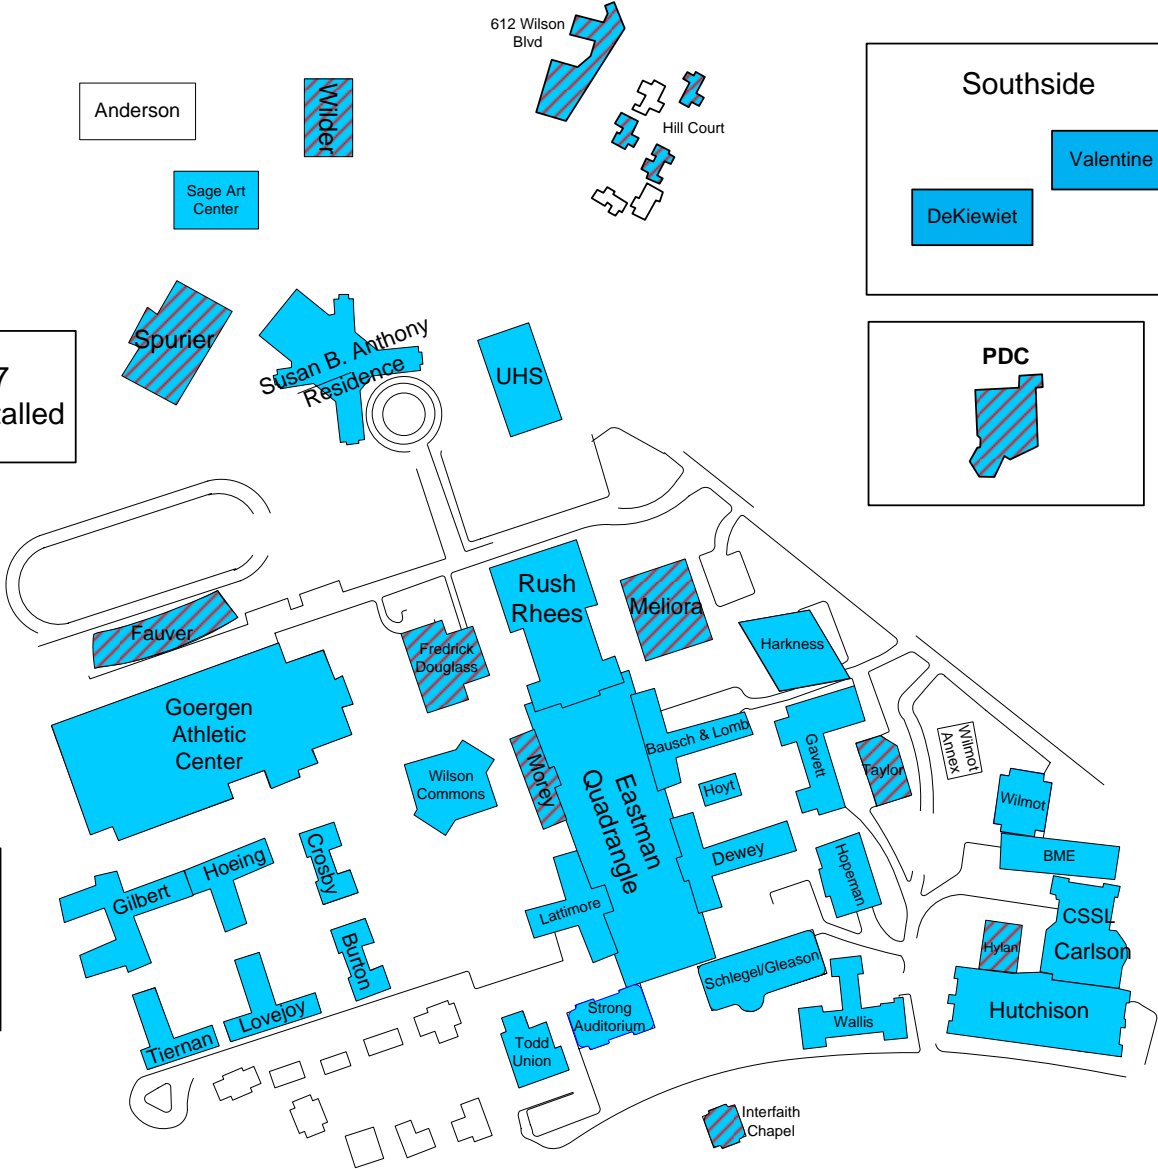 612 Wilson
Blvd
Southside
Anderson
Wilder
Hill Court
Valentine
Sage Art
Center
DeKiewiet
Spurier
Susan B. Anthony
Residence
UHS
PDC
7
alled
Rush
Rhees
Meliora
Fauver
Fredrick
Douglass
Harkness
Goergen
Athletic
Center
Bausch & Lomb
Gavett
Wilmot
Annex
Taylor
Morey
Wilson
Commons
Hoyt
Eastman
Quadrangle
Wilmot
Crosby
Hoeing
Dewey
Hopeman
BME
Gilbert
Lattimore
CSSL
Burton
Hylan
Carlson
Schlegel/Gleason
Lovejoy
Strong
Auditorium
Wallis
Hutchison
Tiernan
Todd
Union
Interfaith
Chapel